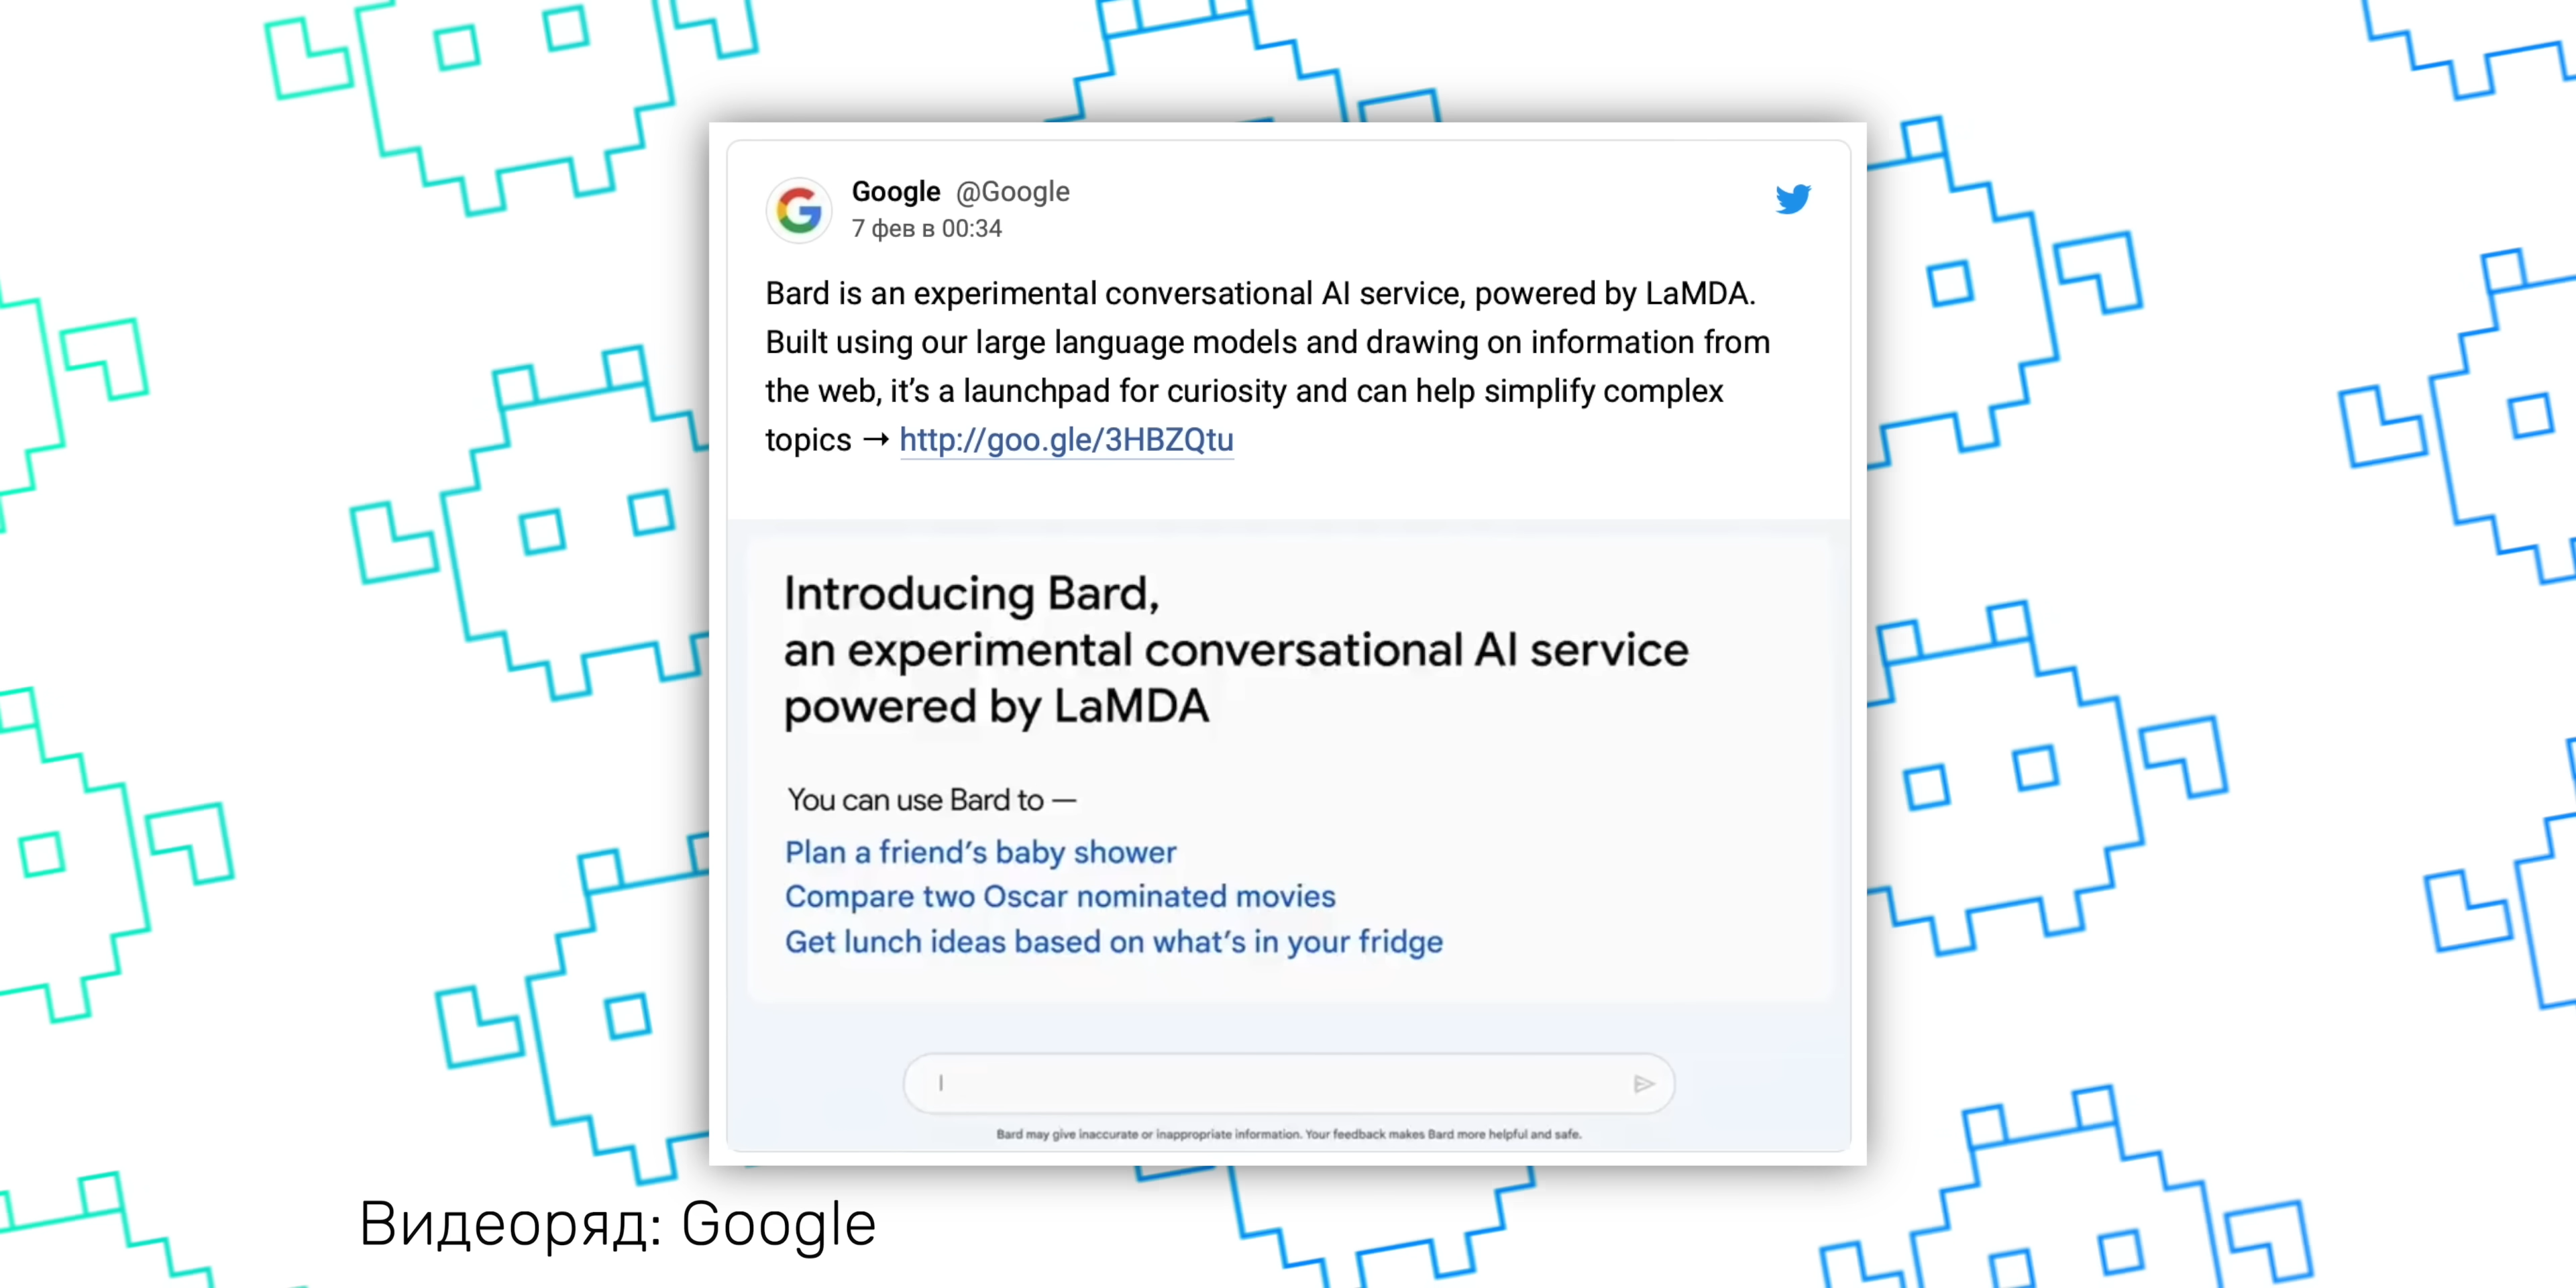 Google @Google
7 фев в 00:34
Bard is an experimental conversational AI service, powered by LaMDA.
Built using our large language models and drawing on information from
the web, it’s a launchpad for curiosity and can help simplify complex
topics → http://goo.gle/3HBZQtu
Introducing Bard,
an experimental conversational AI service
powered by LaMDA
You can use Bard to —
Plan a friend’s baby shower
Compare two Oscar nominated movies
Get lunch ideas based on what’s in your fridge
Bard may give inaccurate or inappropriate information. Your feedback makes Bard more helpful and safe.
Видеоряд: Google